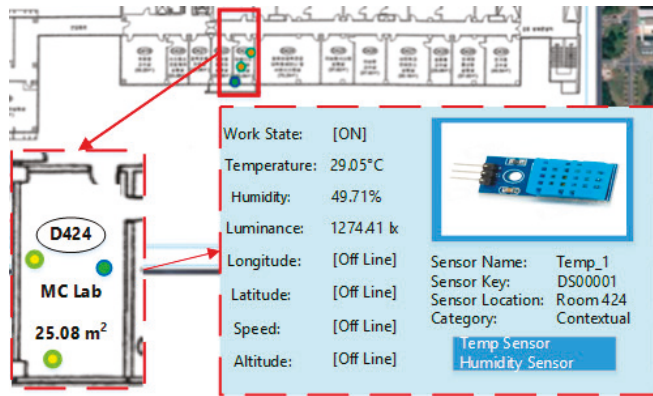 D424
MC Lab
25.08 m²
Work State: [ON]
Temperature: 29.05°C
Humidity: 49.71%
Luminance: 1274.41 lx
Longitude: [Off Line]
Latitude: [Off Line]
Speed: [Off Line]
Altitude: [Off Line]
Sensor Name: Temp_1
Sensor Key: DS00001
Sensor Location: Room 424
Category: Contextual
Temp Sensor
Humidity Sensor